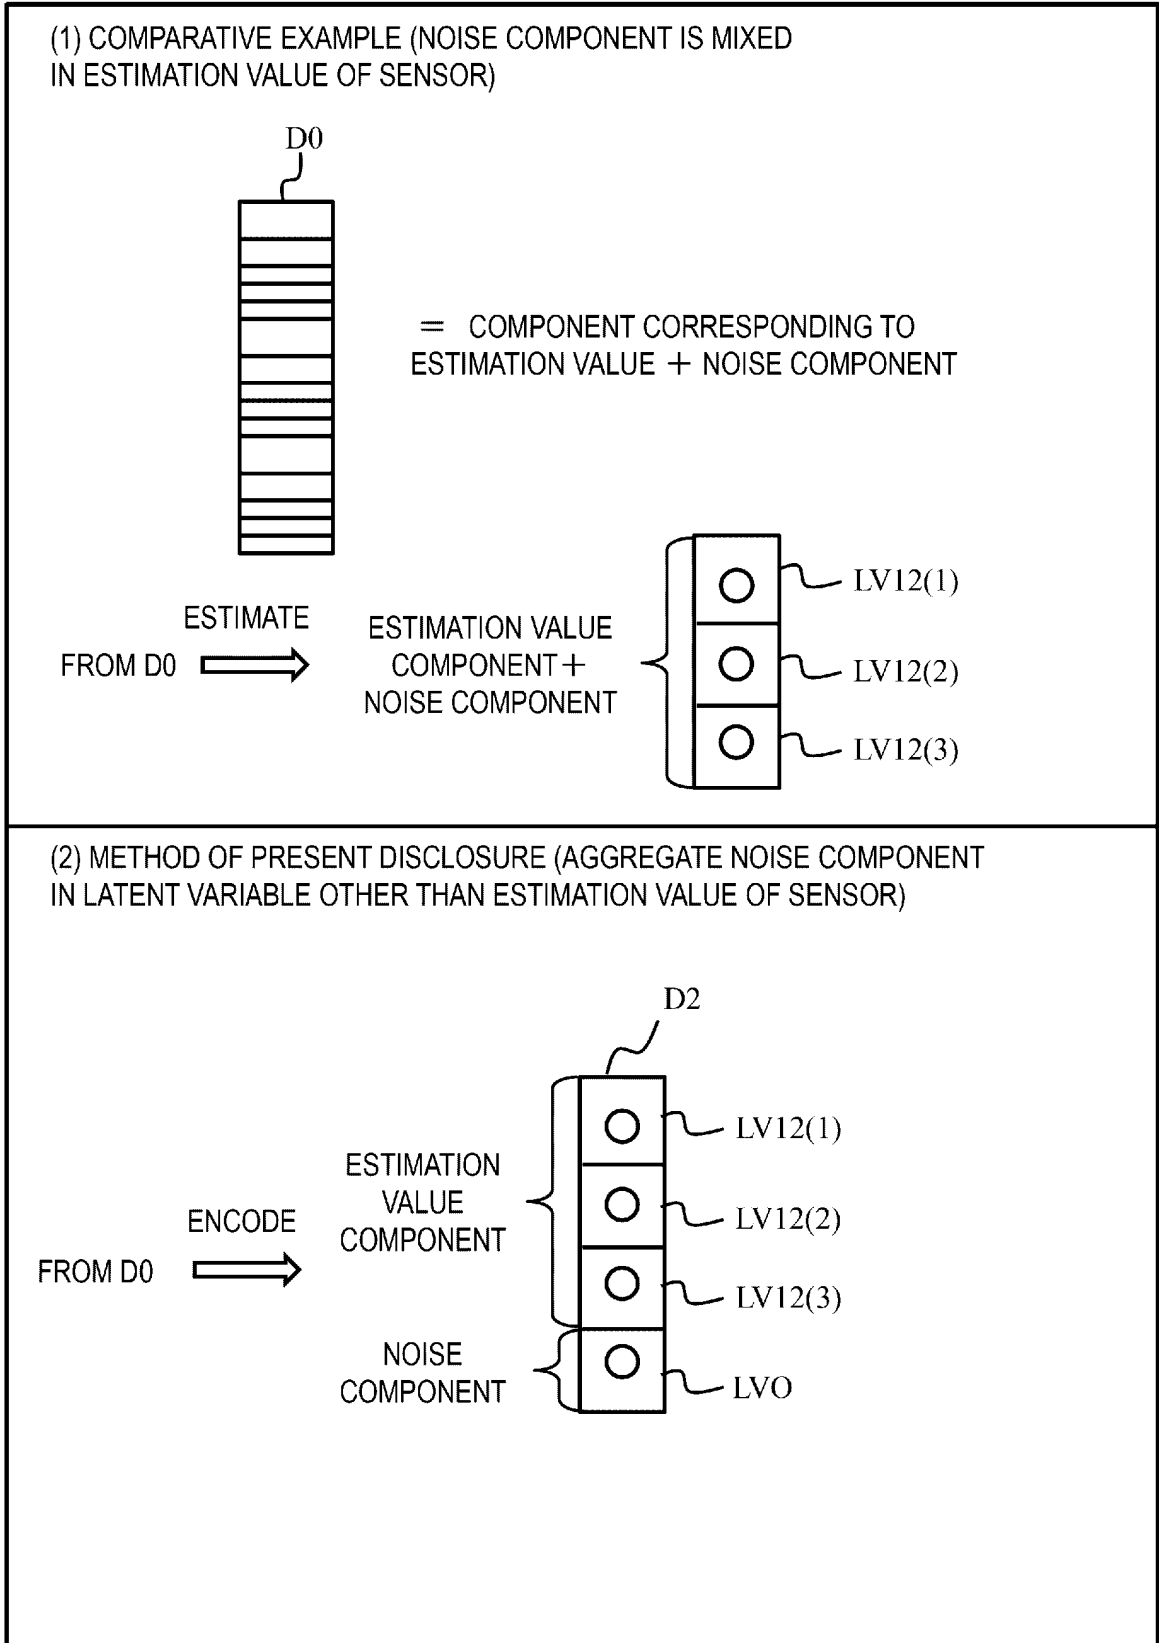 (1) COMPARATIVE EXAMPLE (NOISE COMPONENT IS MIXED
IN ESTIMATION VALUE OF SENSOR)
D0
= COMPONENT CORRESPONDING TO
ESTIMATION VALUE + NOISE COMPONENT
ESTIMATE
FROM D0
ESTIMATION VALUE
COMPONENT +
NOISE COMPONENT
LV12(1)
LV12(2)
LV12(3)
(2) METHOD OF PRESENT DISCLOSURE (AGGREGATE NOISE COMPONENT
IN LATENT VARIABLE OTHER THAN ESTIMATION VALUE OF SENSOR)
D2
ENCODE
FROM D0
ESTIMATION
VALUE
COMPONENT
LV12(1)
LV12(2)
LV12(3)
NOISE
COMPONENT
LVO